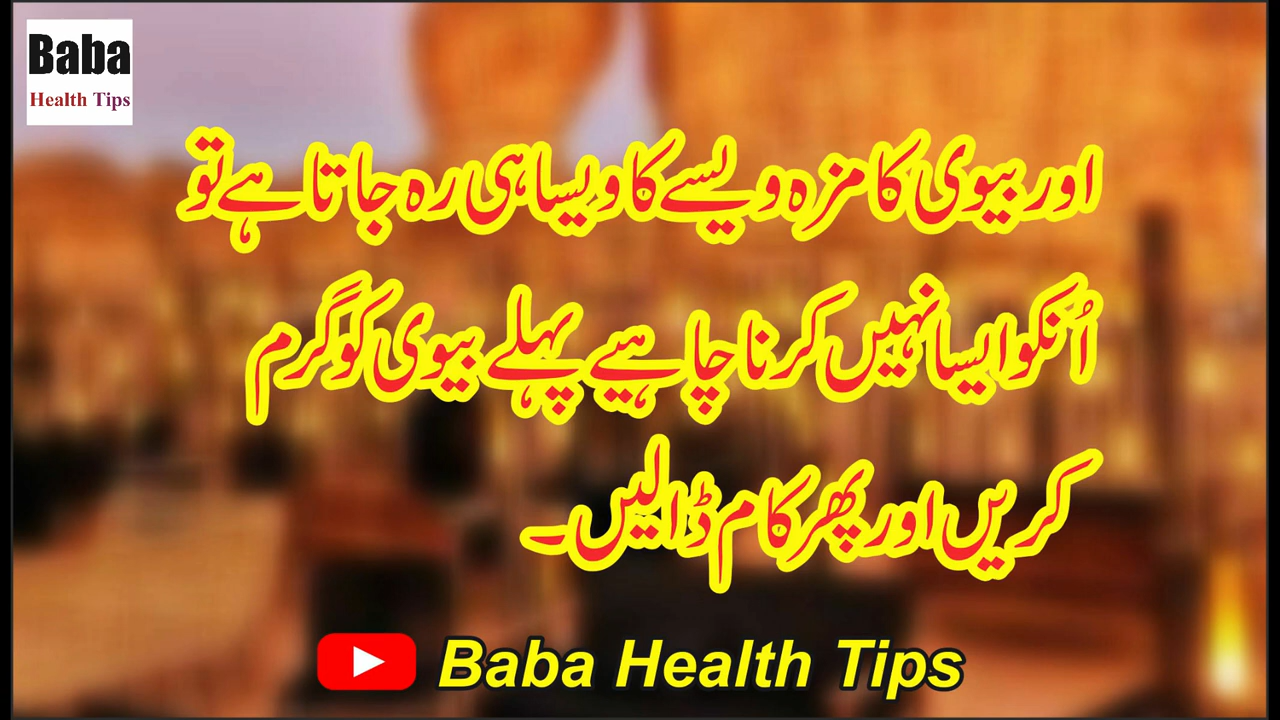 Baba
Health Tips
اور بیوی کا مزہ ویسے کا ویسا ہی رہ جاتا ہے تو
اُنکو ایسا نہیں کرنا چاہیے پہلے بیوی کو گرم
کریں اور پھر کام ڈالیں۔
Baba Health Tips